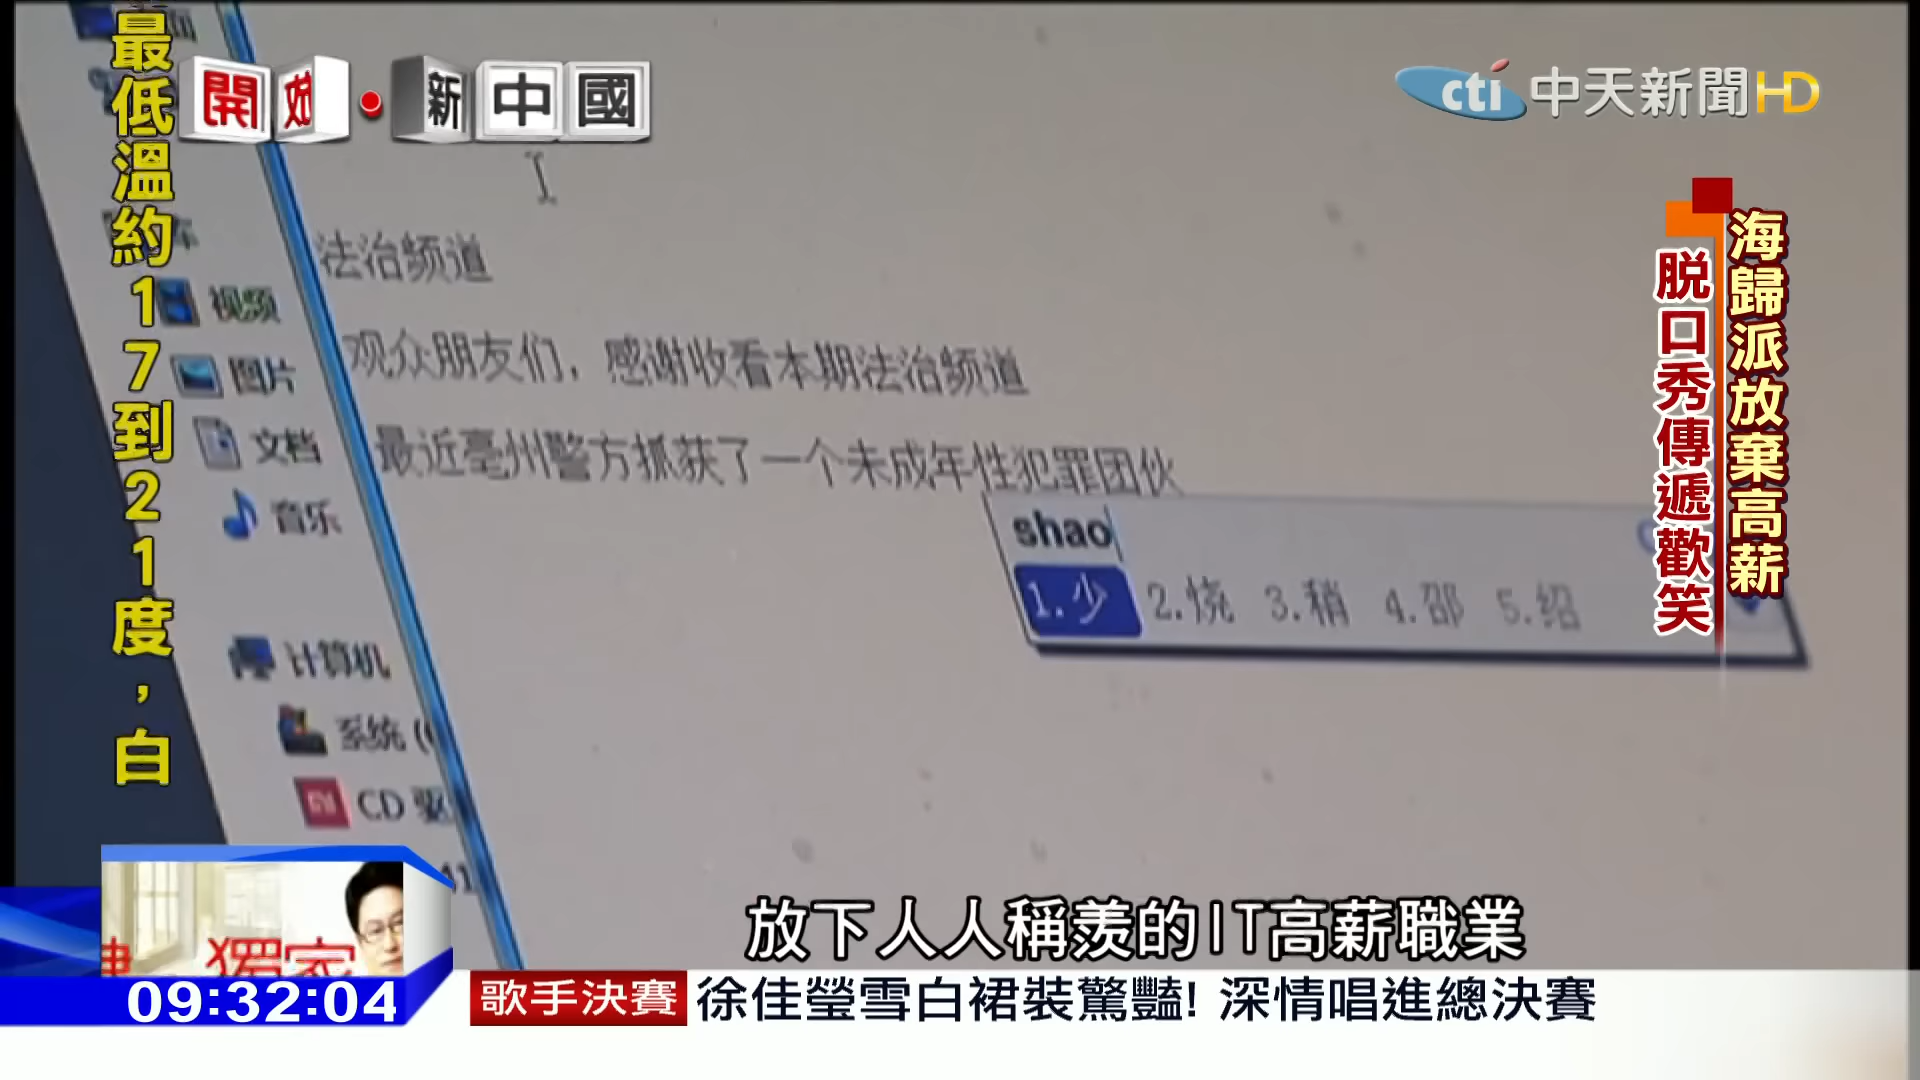 最低溫約17到21度，白
開放·新中國
cti 中天新聞HD
海歸派放棄高薪
脫口秀傳遞歡笑
法治频道
观众朋友们，感谢收看本期法治频道
最近亳州警方抓获了一个未成年性犯罪团伙
shao
1.少 2.烧 3.稍 4.邵 5.绍
视频
图片
文档
音乐
计算机
系统 (
CD 驱
放下人人稱羨的IT高薪職業
獨家
09:32:04
歌手決賽 徐佳瑩雪白裙裝驚豔! 深情唱進總決賽